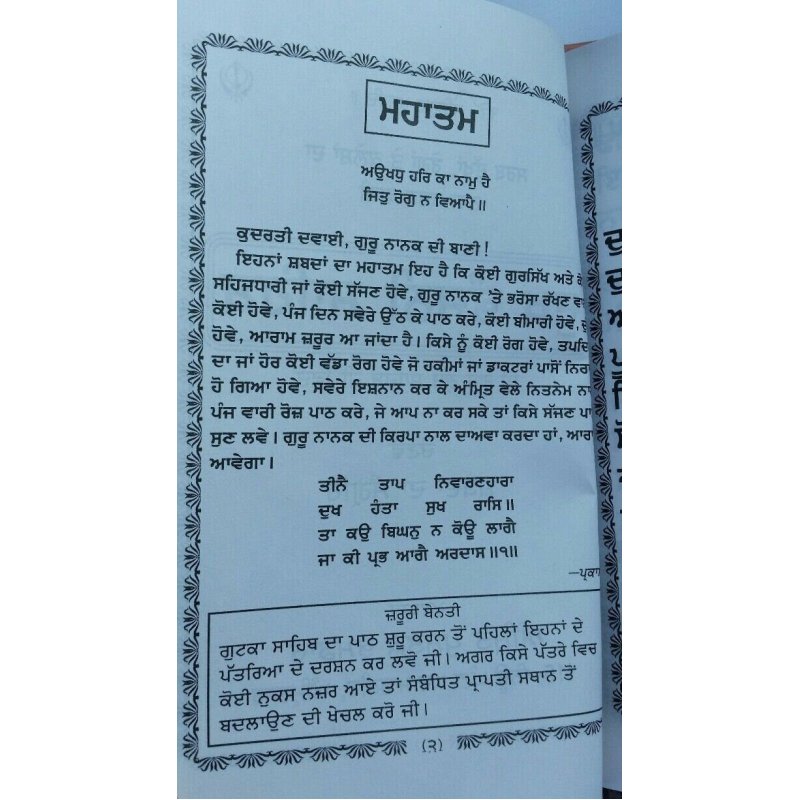 ਮਹਾਤਮ
ਅਉਖਧੁ ਹਰਿ ਕਾ ਨਾਮੁ ਹੈ
ਜਿਤੁ ਰੋਗੁ ਨ ਵਿਆਪੈ॥
ਕੁਦਰਤੀ ਦਵਾਈ, ਗੁਰੂ ਨਾਨਕ ਦੀ ਬਾਣੀ !
ਇਹਨਾਂ ਸ਼ਬਦਾਂ ਦਾ ਮਹਾਤਮ ਇਹ ਹੈ ਕਿ ਕੋਈ ਗੁਰਸਿੱਖ ਅਤੇ
ਸਹਿਜਧਾਰੀ ਜਾਂ ਕੋਈ ਸੱਜਣ ਹੋਵੇ, ਗੁਰੂ ਨਾਨਕ 'ਤੇ ਭਰੋਸਾ ਰੱਖਣ
ਕੋਈ ਹੋਵੇ, ਪੰਜ ਦਿਨ ਸਵੇਰੇ ਉੱਠ ਕੇ ਪਾਠ ਕਰੇ, ਕੋਈ ਬੀਮਾਰੀ ਹੋਵੇ,
ਹੋਵੇ, ਆਰਾਮ ਜ਼ਰੂਰ ਆ ਜਾਂਦਾ ਹੈ। ਕਿਸੇ ਨੂੰ ਕੋਈ ਰੋਗ ਹੋਵੇ,
ਦਾ ਜਾਂ ਹੋਰ ਕੋਈ ਵੱਡਾ ਰੋਗ ਹੋਵੇ ਜੋ ਹਕੀਮਾਂ ਜਾਂ ਡਾਕਟਰਾਂ ਪਾਸੋਂ
ਹੋ ਗਿਆ ਹੋਵੇ, ਸਵੇਰੇ ਇਸ਼ਨਾਨ ਕਰ ਕੇ ਅੰਮ੍ਰਿਤ ਵੇਲੇ ਨਿਤਨੇਮ
ਪੰਜ ਵਾਰੀ ਰੋਜ਼ ਪਾਠ ਕਰੇ, ਜੇ ਆਪ ਨਾ ਕਰ ਸਕੇ ਤਾਂ ਕਿਸੇ ਸੱਜਣ
ਸੁਣ ਲਵੇ। ਗੁਰੂ ਨਾਨਕ ਦੀ ਕਿਰਪਾ ਨਾਲ ਦਾਅਵਾ ਕਰਦਾ ਹਾਂ,
ਆਵੇਗਾ।
ਤੀਨੈ ਤਾਪ ਨਿਵਾਰਣਹਾਰਾ
ਦੁਖ ਹੰਤਾ ਸੁਖ ਰਾਸਿ॥
ਤਾ ਕਉ ਬਿਘਨੁ ਨ ਕੋਊ ਲਾਗੈ
ਜਾ ਕੀ ਪ੍ਰਭ ਆਗੈ ਅਰਦਾਸ॥੧॥
ਜ਼ਰੂਰੀ ਬੇਨਤੀ
ਗੁਟਕਾ ਸਾਹਿਬ ਦਾ ਪਾਠ ਸ਼ੁਰੂ ਕਰਨ ਤੋਂ ਪਹਿਲਾਂ ਇਹਨਾਂ ਦੇ
ਪੱਤਰਿਆ ਦੇ ਦਰਸ਼ਨ ਕਰ ਲਵੋ ਜੀ। ਅਗਰ ਕਿਸੇ ਪੱਤਰੇ ਵਿਚ
ਕੋਈ ਨੁਕਸ ਨਜ਼ਰ ਆਏ ਤਾਂ ਸੰਬੰਧਿਤ ਪ੍ਰਾਪਤੀ ਸਥਾਨ ਤੋਂ
ਬਦਲਾਉਣ ਦੀ ਖੇਚਲ ਕਰੋ ਜੀ।
(੨)